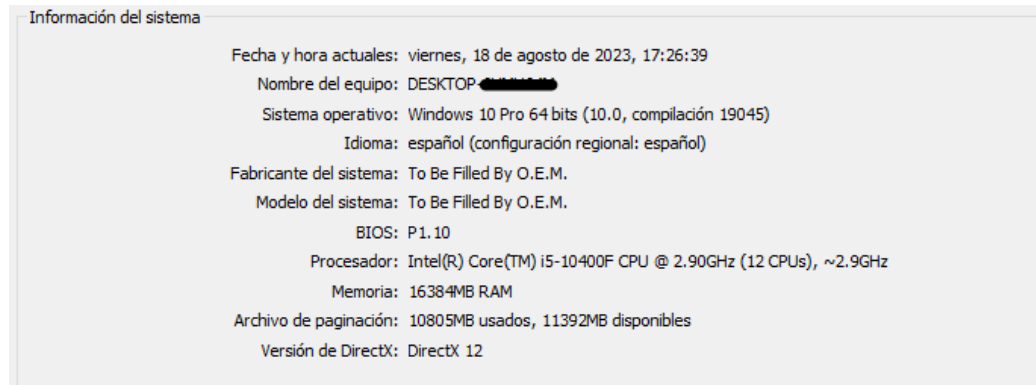 Información del sistema
Fecha y hora actuales: viernes, 18 de agosto de 2023, 17:26:39
Nombre del equipo: DESKTOP-
Sistema operativo: Windows 10 Pro 64 bits (10.0, compilación 19045)
Idioma: español (configuración regional: español)
Fabricante del sistema: To Be Filled By O.E.M.
Modelo del sistema: To Be Filled By O.E.M.
BIOS: P1.10
Procesador: Intel(R) Core(TM) i5-10400F CPU @ 2.90GHz (12 CPUs), ~2.9GHz
Memoria: 16384MB RAM
Archivo de paginación: 10805MB usados, 11392MB disponibles
Versión de DirectX: DirectX 12